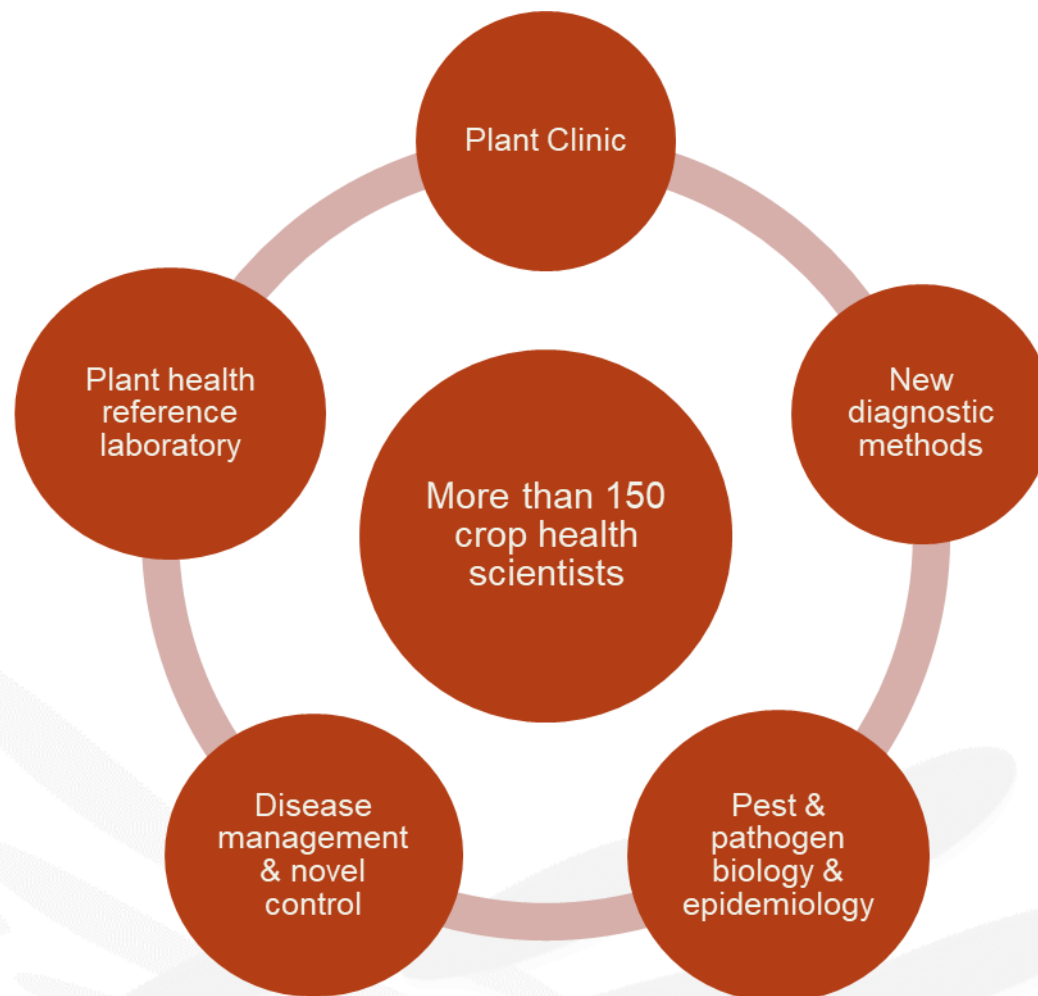 Plant Clinic
New
diagnostic
methods
Pest &
pathogen
biology &
epidemiology
Disease
management
& novel
control
Plant health
reference
laboratory
More than 150
crop health
scientists